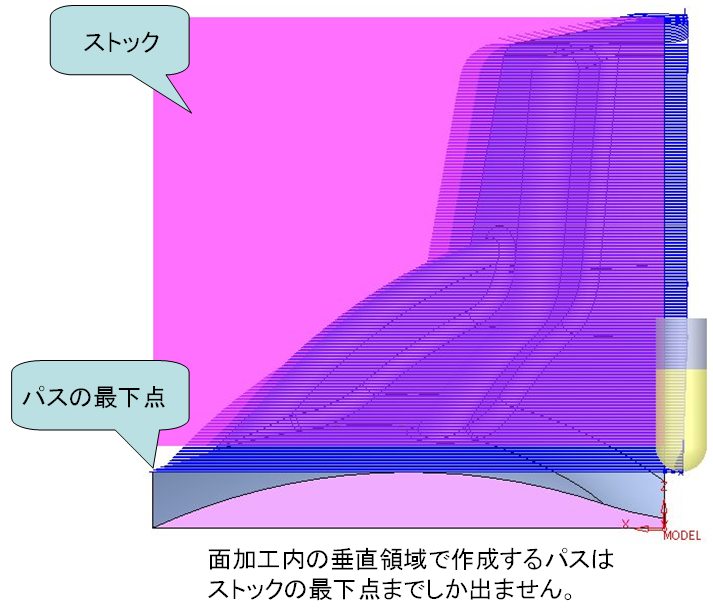 ストック
パスの最下点
Z
X
MODEL
面加工内の垂直領域で作成するパスは
ストックの最下点までしか出ません。